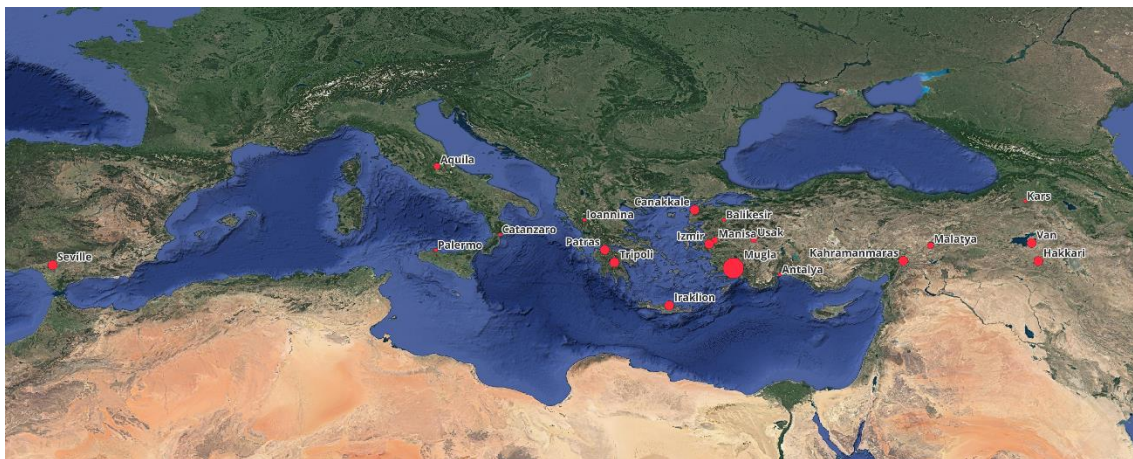 Aquila
Kars
Canakkale
Ioannina
Balikesir
Catanzaro
Izmir
Manisa
Usak
Van
Patras
Palermo
Malatya
Tripoli
Mugla
Kahramanmaras
Hakkari
Seville
Antalya
Iraklion